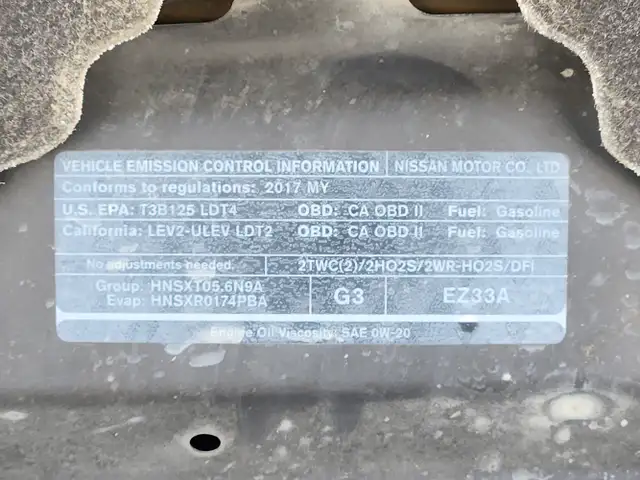 VEHICLE EMISSION CONTROL INFORMATION NISSAN MOTOR CO., LTD
Conforms to regulations: 2017 MY
U.S. EPA: T3B125 LDT4 OBD: CA OBD II Fuel: Gasoline
California: LEV2-ULEV LDT2 OBD: CA OBD II Fuel: Gasoline
No adjustments needed. 2TWC(2)/2HO2S/2WR-HO2S/DFI
Group: HNSXT05.6N9A
Evap: HNSXR0174PBA
G3
EZ33A
Engine Oil Viscosity: SAE 0W-20